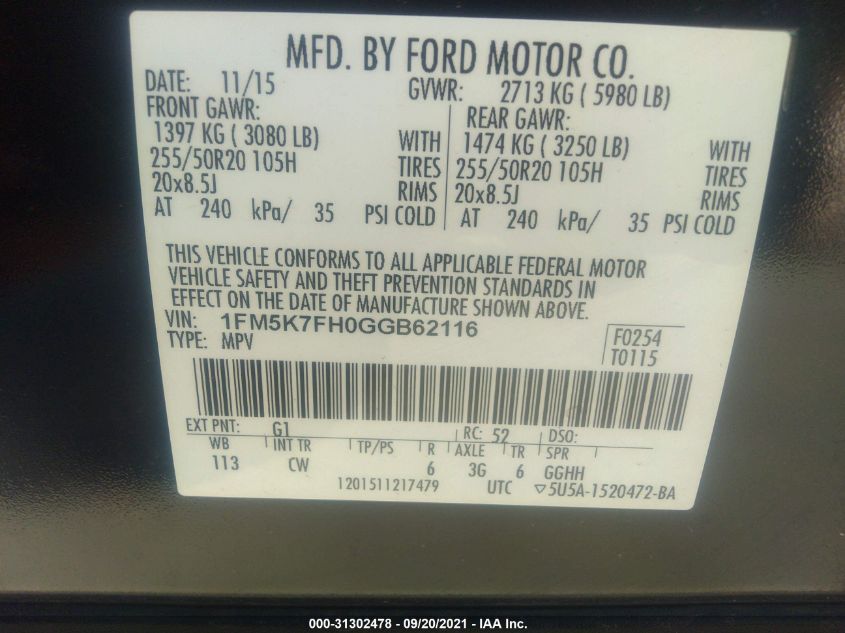 MFD. BY FORD MOTOR CO.
DATE: 11/15 GVWR: 2713 KG ( 5980 LB)
FRONT GAWR: REAR GAWR:
1397 KG ( 3080 LB) WITH 1474 KG ( 3250 LB) WITH
255/50R20 105H TIRES 255/50R20 105H TIRES
20x8.5J RIMS 20x8.5J RIMS
AT 240 kPa/ 35 PSI COLD AT 240 kPa/ 35 PSI COLD
THIS VEHICLE CONFORMS TO ALL APPLICABLE FEDERAL MOTOR
VEHICLE SAFETY AND THEFT PREVENTION STANDARDS IN
EFFECT ON THE DATE OF MANUFACTURE SHOWN ABOVE.
VIN: 1FM5K7FH0GGB62116
TYPE: MPV
F0254
T0115
EXT PNT: G1 RC: 52 DSO:
WB INT TR TP/PS R AXLE TR SPR
113 CW 6 3G 6 GGHH
1201511217479 UTC ▽5U5A-1520472-BA
000-31302478 - 09/20/2021 - IAA Inc.